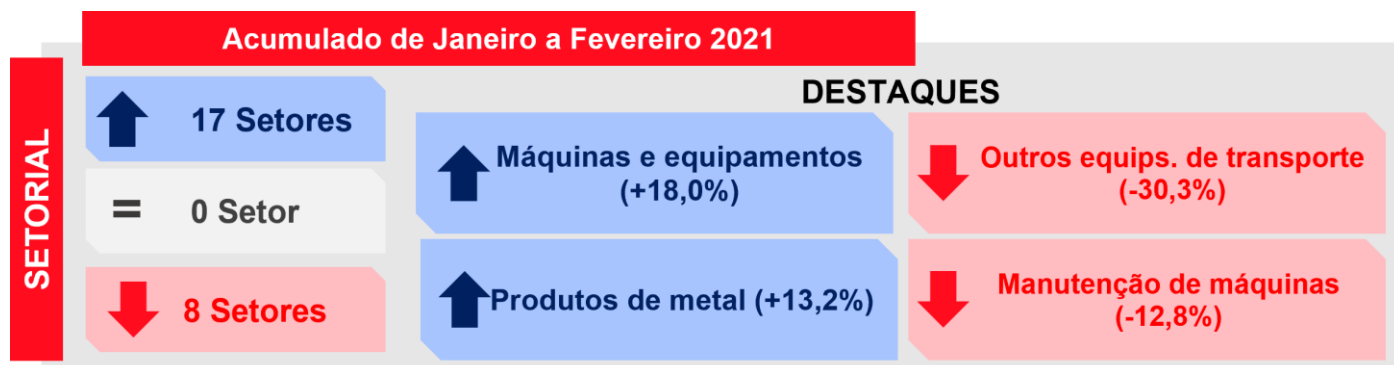 Acumulado de Janeiro a Fevereiro 2021
SETORIAL
17 Setores
=
0 Setor
8 Setores
DESTAQUES
Máquinas e equipamentos
(+18,0%)
Outros equips. de transporte
(-30,3%)
Produtos de metal (+13,2%)
Manutenção de máquinas
(-12,8%)